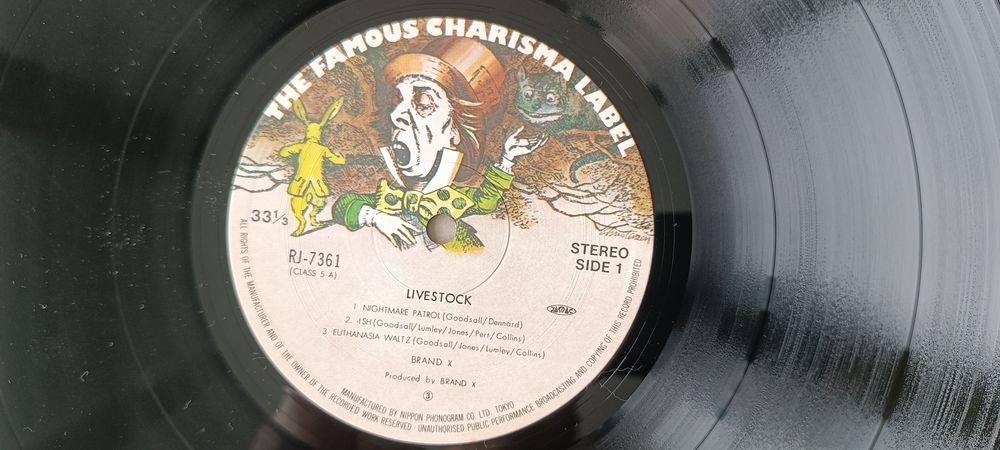 THE FAMOUS CHARISMA LABEL
33⅓
RJ-7361
(CLASS 5 A)
STEREO
SIDE 1
LIVESTOCK
1 NIGHTMARE PATROL (Goodsall/Dennard)
2. -ISH (Goodsall/Lumley/Jones/Pert/Collins)
3 EUTHANASIA WALTZ (Goodsall/Jones/Lumley/Collins)
BRAND X
Produced by BRAND X
③
MANUFACTURED BY NIPPON PHONOGRAM CO. LTD. TOKYO
ALL RIGHTS OF THE MANUFACTURER AND OF THE OWNER OF THE RECORDED WORK RESERVED · UNAUTHORISED PUBLIC PERFORMANCE BROADCASTING AND COPYING OF THIS RECORD PROHIBITED